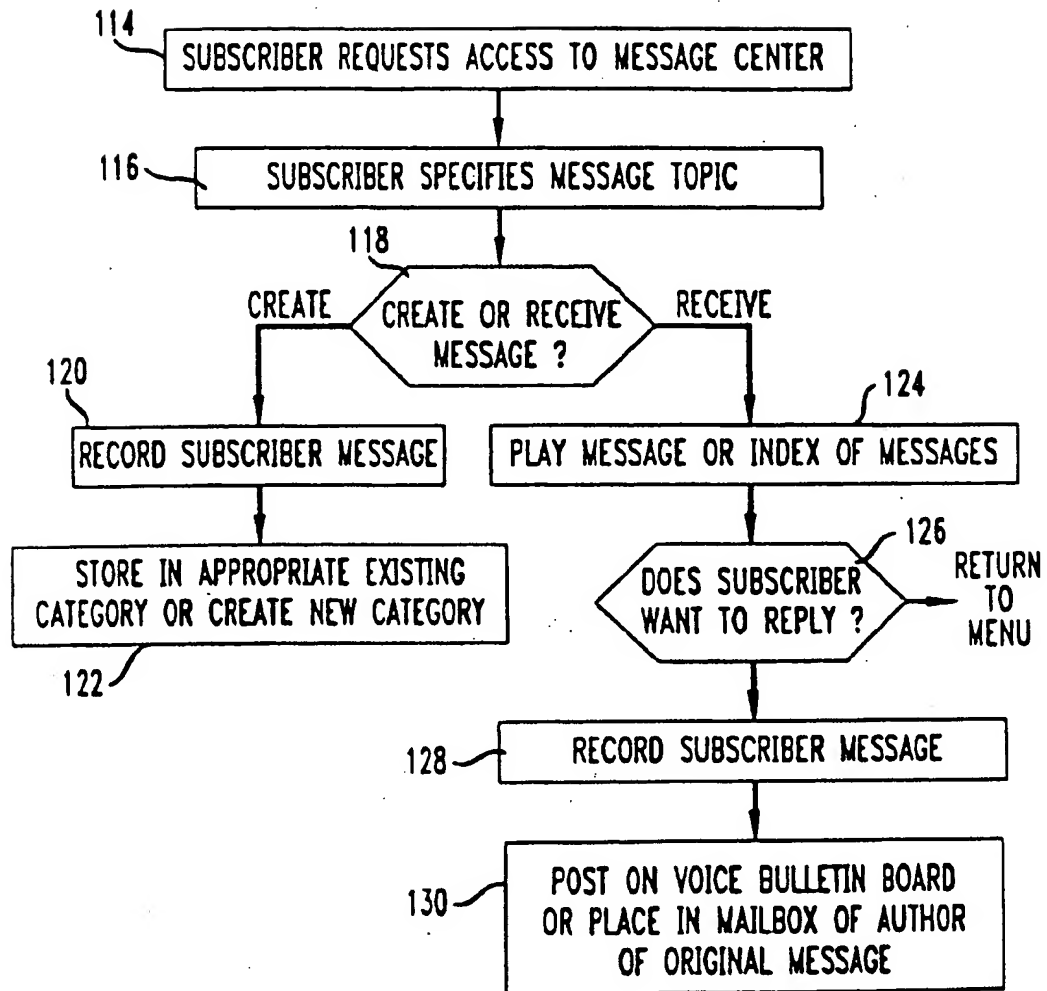 114
SUBSCRIBER REQUESTS ACCESS TO MESSAGE CENTER
116
SUBSCRIBER SPECIFIES MESSAGE TOPIC
118
CREATE
CREATE OR RECEIVE
MESSAGE ?
RECEIVE
120
RECORD SUBSCRIBER MESSAGE
124
PLAY MESSAGE OR INDEX OF MESSAGES
STORE IN APPROPRIATE EXISTING
CATEGORY OR CREATE NEW CATEGORY
122
126
DOES SUBSCRIBER
WANT TO REPLY ?
RETURN
TO
MENU
128
RECORD SUBSCRIBER MESSAGE
130
POST ON VOICE BULLETIN BOARD
OR PLACE IN MAILBOX OF AUTHOR
OF ORIGINAL MESSAGE